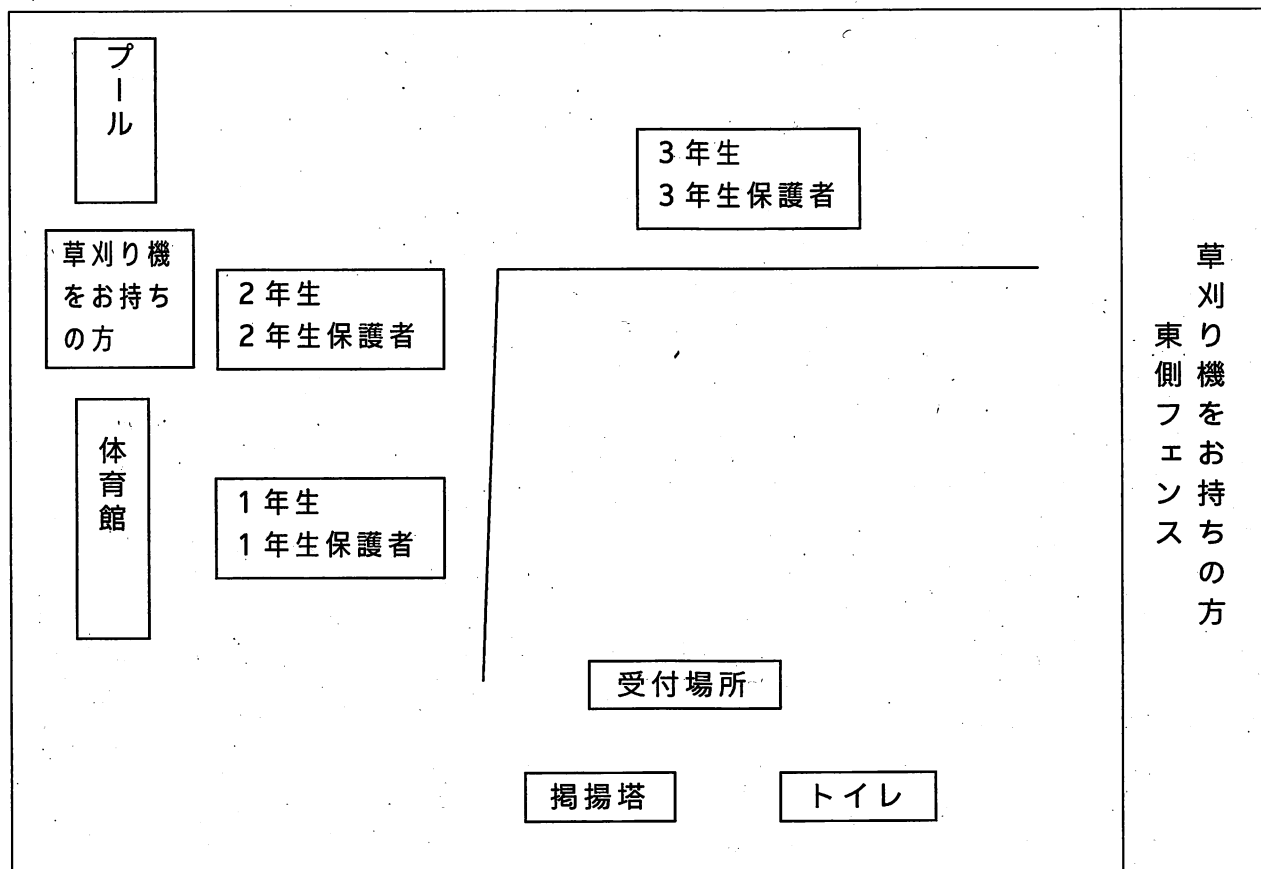 プール
3年生
3年生保護者
草刈り機
をお持ち
の方
2年生
2年生保護者
草刈り機をお持ちの方
東側フェンス
体育館
1年生
1年生保護者
受付場所
掲揚塔
トイレ